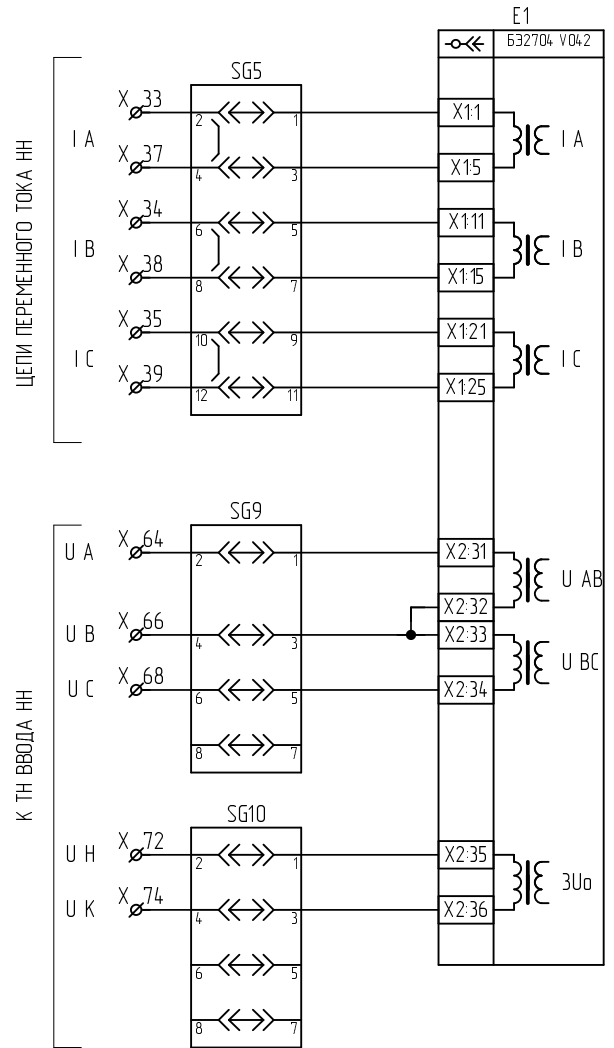 E1
БЭ2704 V042
SG5
ЦЕПИ ПЕРЕМЕННОГО ТОКА НН
X 33
2
1
X1:1
I A
I A
X 37
4
3
X1:5
X 34
6
5
X1:11
I B
I B
X 38
8
7
X1:15
X 35
10
9
X1:21
I C
I C
X 39
12
11
X1:25
SG9
К ТН ВВОДА НН
U A
X 64
2
1
X2:31
U AB
X2:32
U B
X 66
4
3
X2:33
U BC
U C
X 68
6
5
X2:34
8
7
SG10
U H
X 72
2
1
X2:35
3Uo
U K
X 74
4
3
X2:36
6
5
8
7